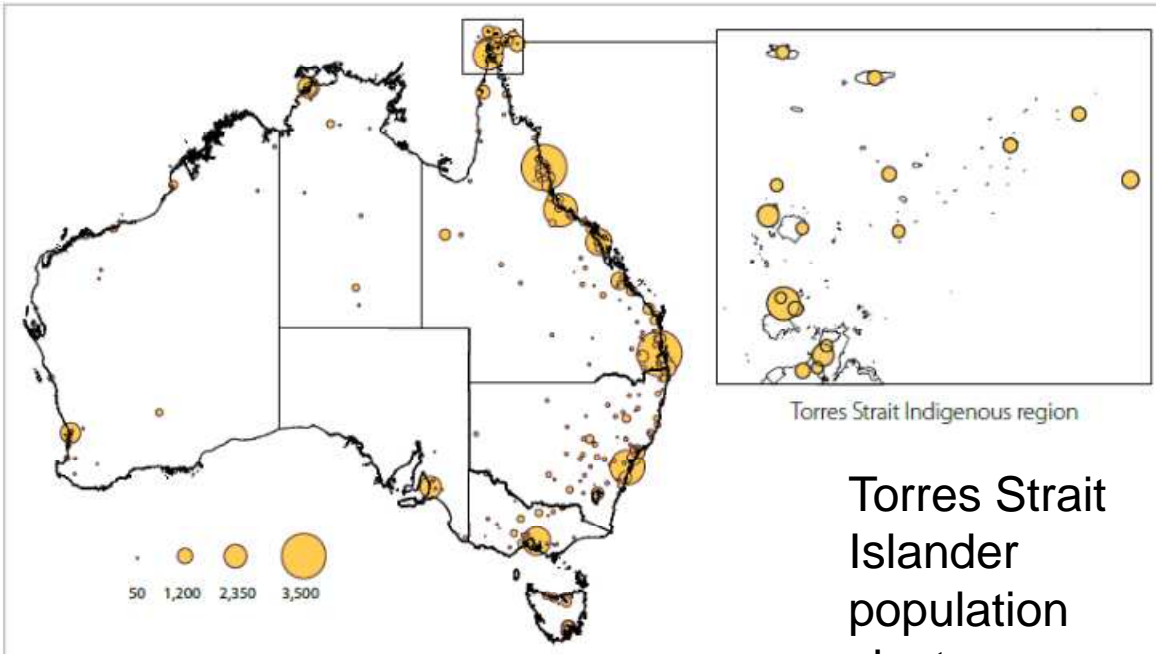 Torres Strait Indigenous region
50 1,200 2,350 3,500
Torres Strait
Islander
population